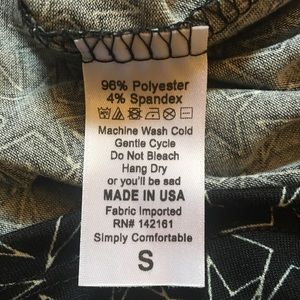 96% Polyester
4% Spandex
Machine Wash Cold
Gentle Cycle
Do Not Bleach
Hang Dry
or you'll be sad
MADE IN USA
Fabric Imported
RN# 142161
Simply Comfortable
S